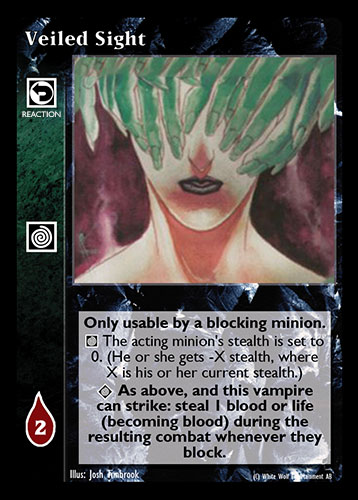 Veiled Sight
REACTION
Only usable by a blocking minion.
The acting minion's stealth is set to
0. (He or she gets -X stealth, where
X is his or her current stealth.)
As above, and this vampire
can strike: steal 1 blood or life
(becoming blood) during the
resulting combat whenever they
block.
2
Illus: Josh Timbrook
(C) White Wolf Entertainment AB